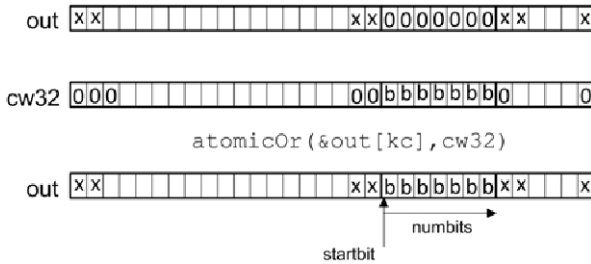 out x x x x 0 0 0 0 0 0 0 x x x
cw32 0 0 0 0 0 b b b b b b b 0 0
atomicOr(&out[kc],cw32)
out x x x x b b b b b b b x x x
numbits
startbit